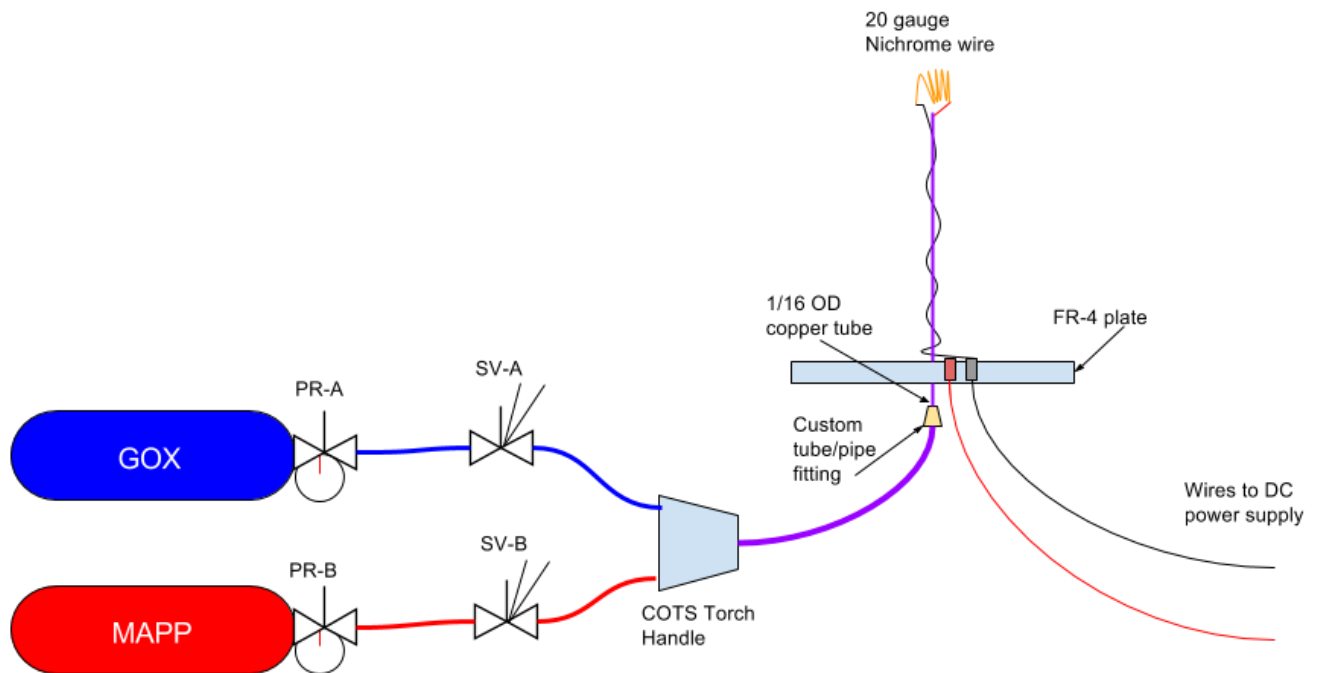 20 gauge
Nichrome wire
1/16 OD
copper tube
FR-4 plate
PR-A
SV-A
GOX
Custom
tube/pipe
fitting
Wires to DC
power supply
SV-B
PR-B
MAPP
COTS Torch
Handle